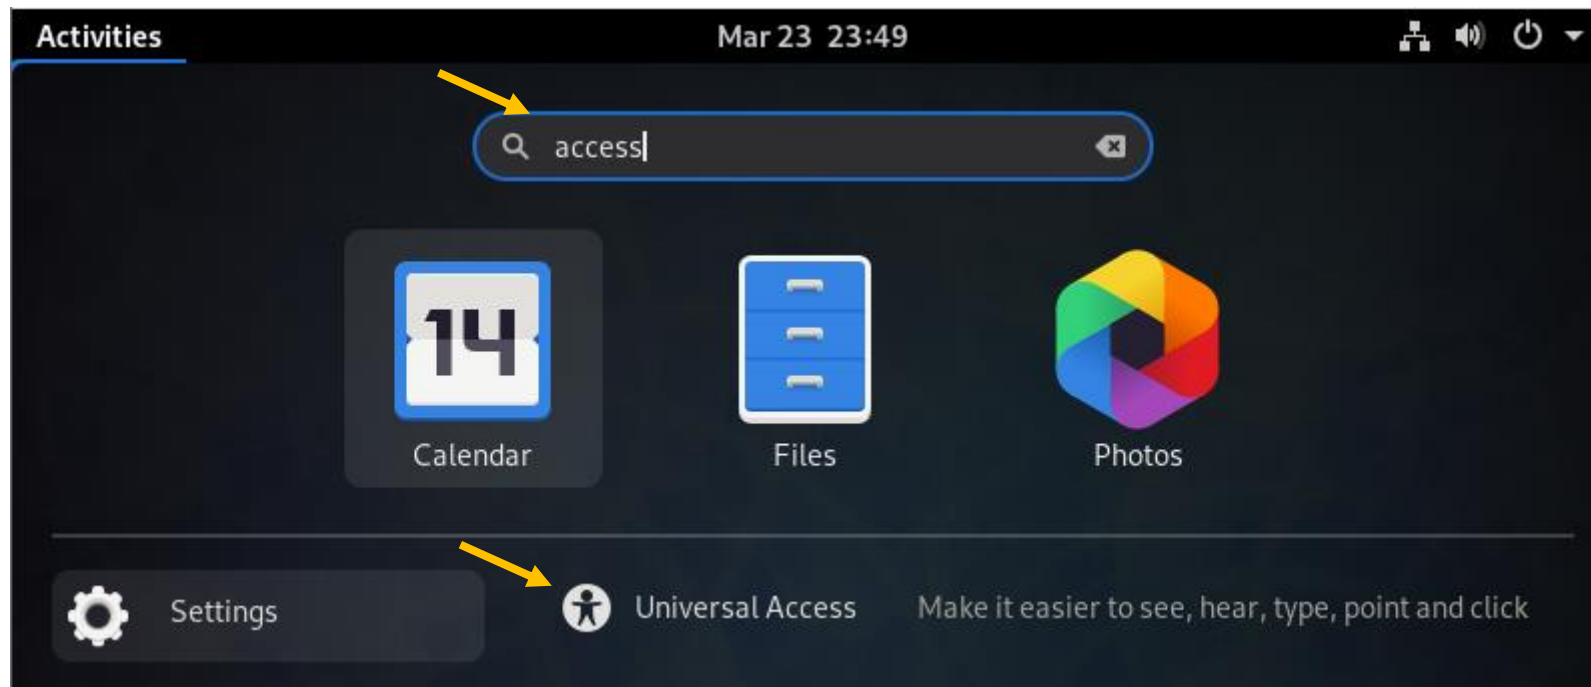 Activities
Mar 23 23:49
access
14
Calendar
Files
Photos
Settings
Universal Access
Make it easier to see, hear, type, point and click